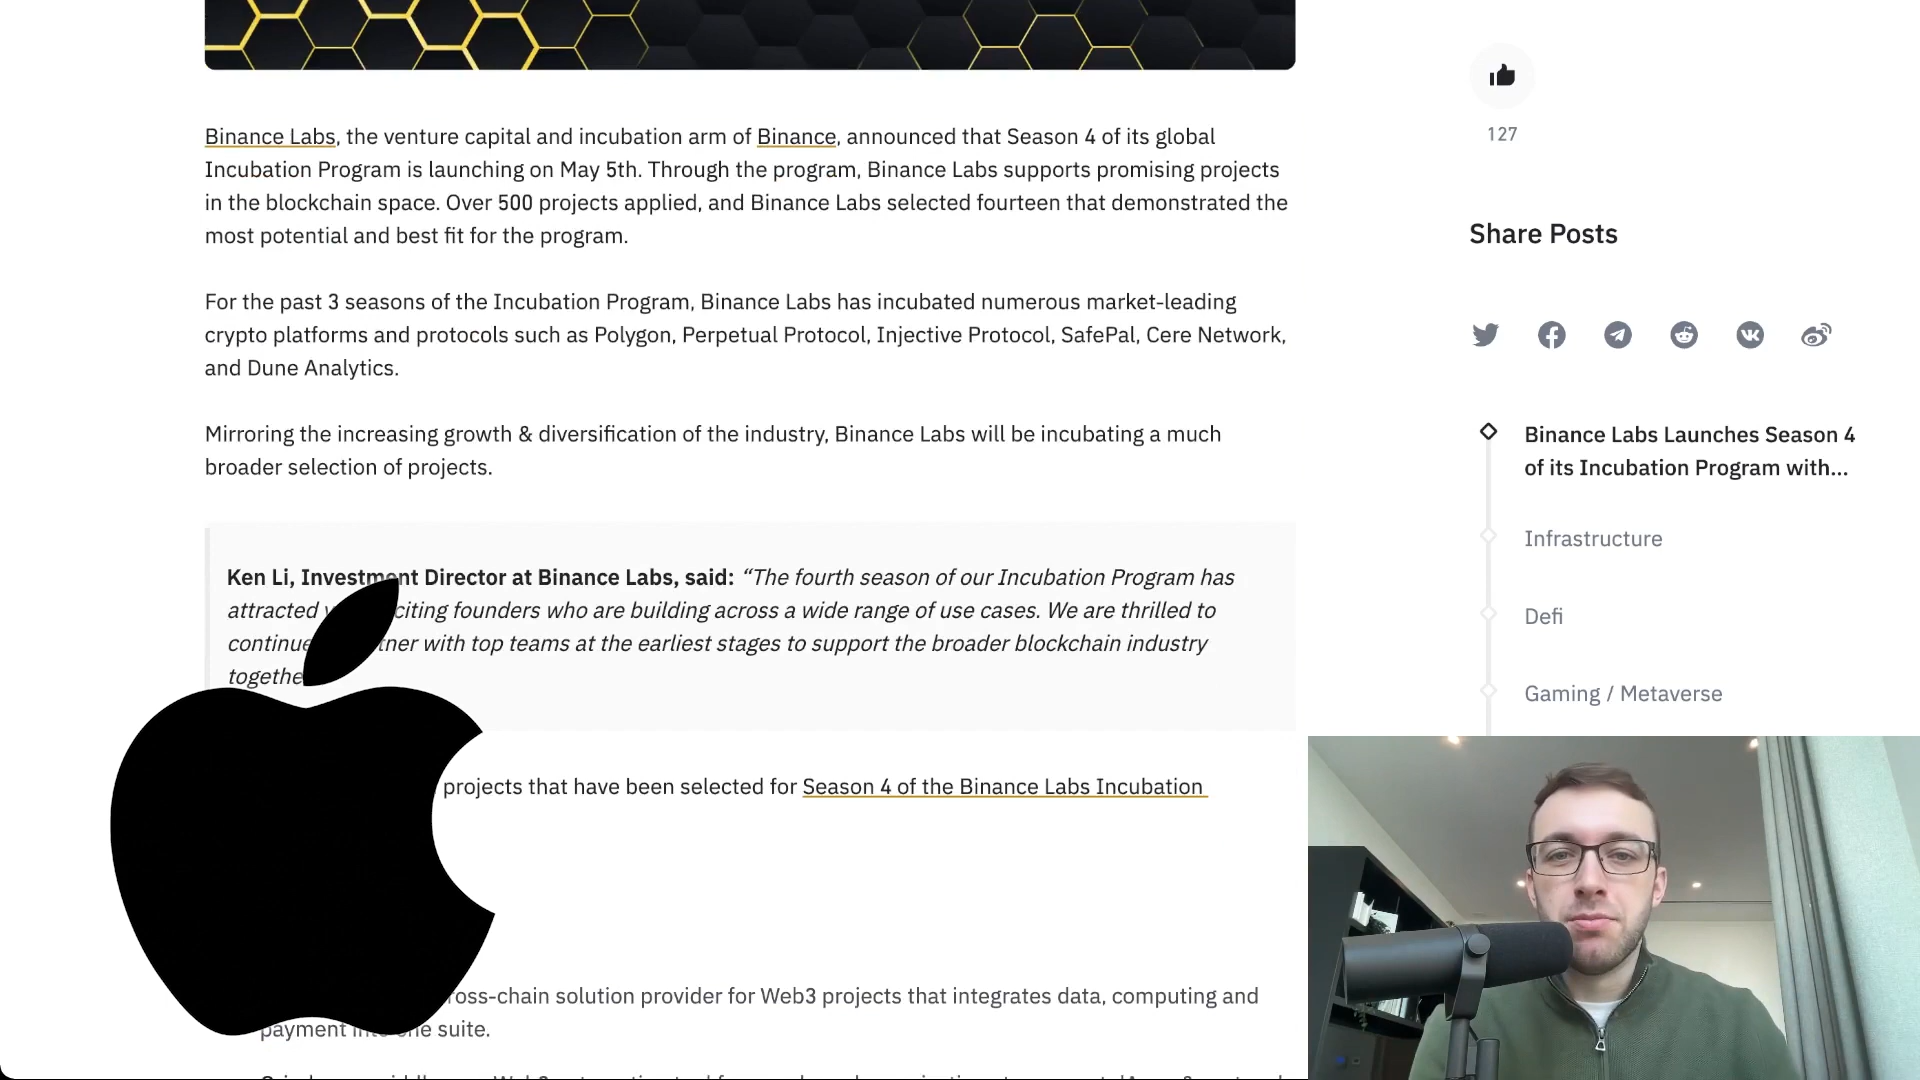 Binance Labs, the venture capital and incubation arm of Binance, announced that Season 4 of its global
Incubation Program is launching on May 5th. Through the program, Binance Labs supports promising projects
in the blockchain space. Over 500 projects applied, and Binance Labs selected fourteen that demonstrated the
most potential and best fit for the program.
For the past 3 seasons of the Incubation Program, Binance Labs has incubated numerous market-leading
crypto platforms and protocols such as Polygon, Perpetual Protocol, Injective Protocol, SafePal, Cere Network,
and Dune Analytics.
Mirroring the increasing growth & diversification of the industry, Binance Labs will be incubating a much
broader selection of projects.
Ken Li, Investment Director at Binance Labs, said: “The fourth season of our Incubation Program has
attracted founders who are building across a wide range of use cases. We are thrilled to
continue with top teams at the earliest stages to support the broader blockchain industry
projects that have been selected for Season 4 of the Binance Labs Incubation
solution provider for Web3 projects that integrates data, computing and
payment suite.
127
Share Posts
Binance Labs Launches Season 4
of its Incubation Program with...
Infrastructure
Defi
Gaming / Metaverse